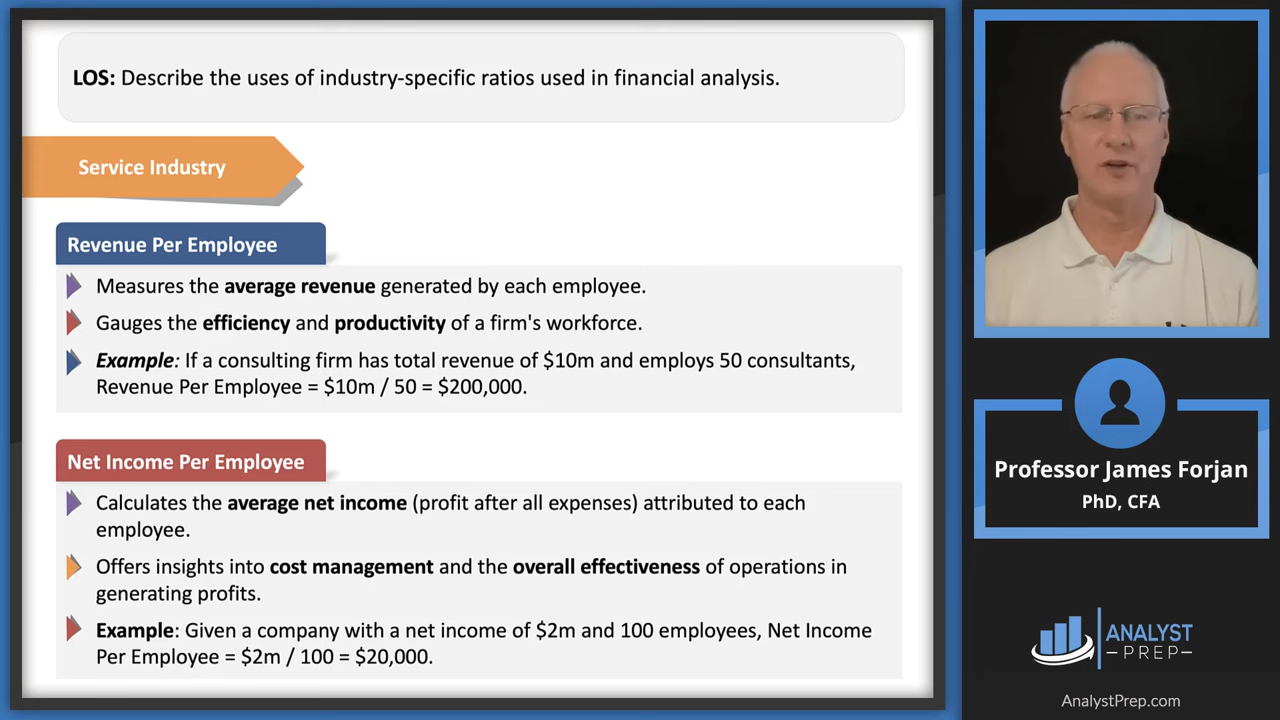 LOS: Describe the uses of industry-specific ratios used in financial analysis.
Service Industry
Revenue Per Employee
Measures the average revenue generated by each employee.
Gauges the efficiency and productivity of a firm's workforce.
Example: If a consulting firm has total revenue of $10m and employs 50 consultants,
Revenue Per Employee = $10m / 50 = $200,000.
Net Income Per Employee
Calculates the average net income (profit after all expenses) attributed to each
employee.
Offers insights into cost management and the overall effectiveness of operations in
generating profits.
Example: Given a company with a net income of $2m and 100 employees, Net Income
Per Employee = $2m / 100 = $20,000.
Professor James Forjan
PhD, CFA
ANALYST
PREP
AnalystPrep.com